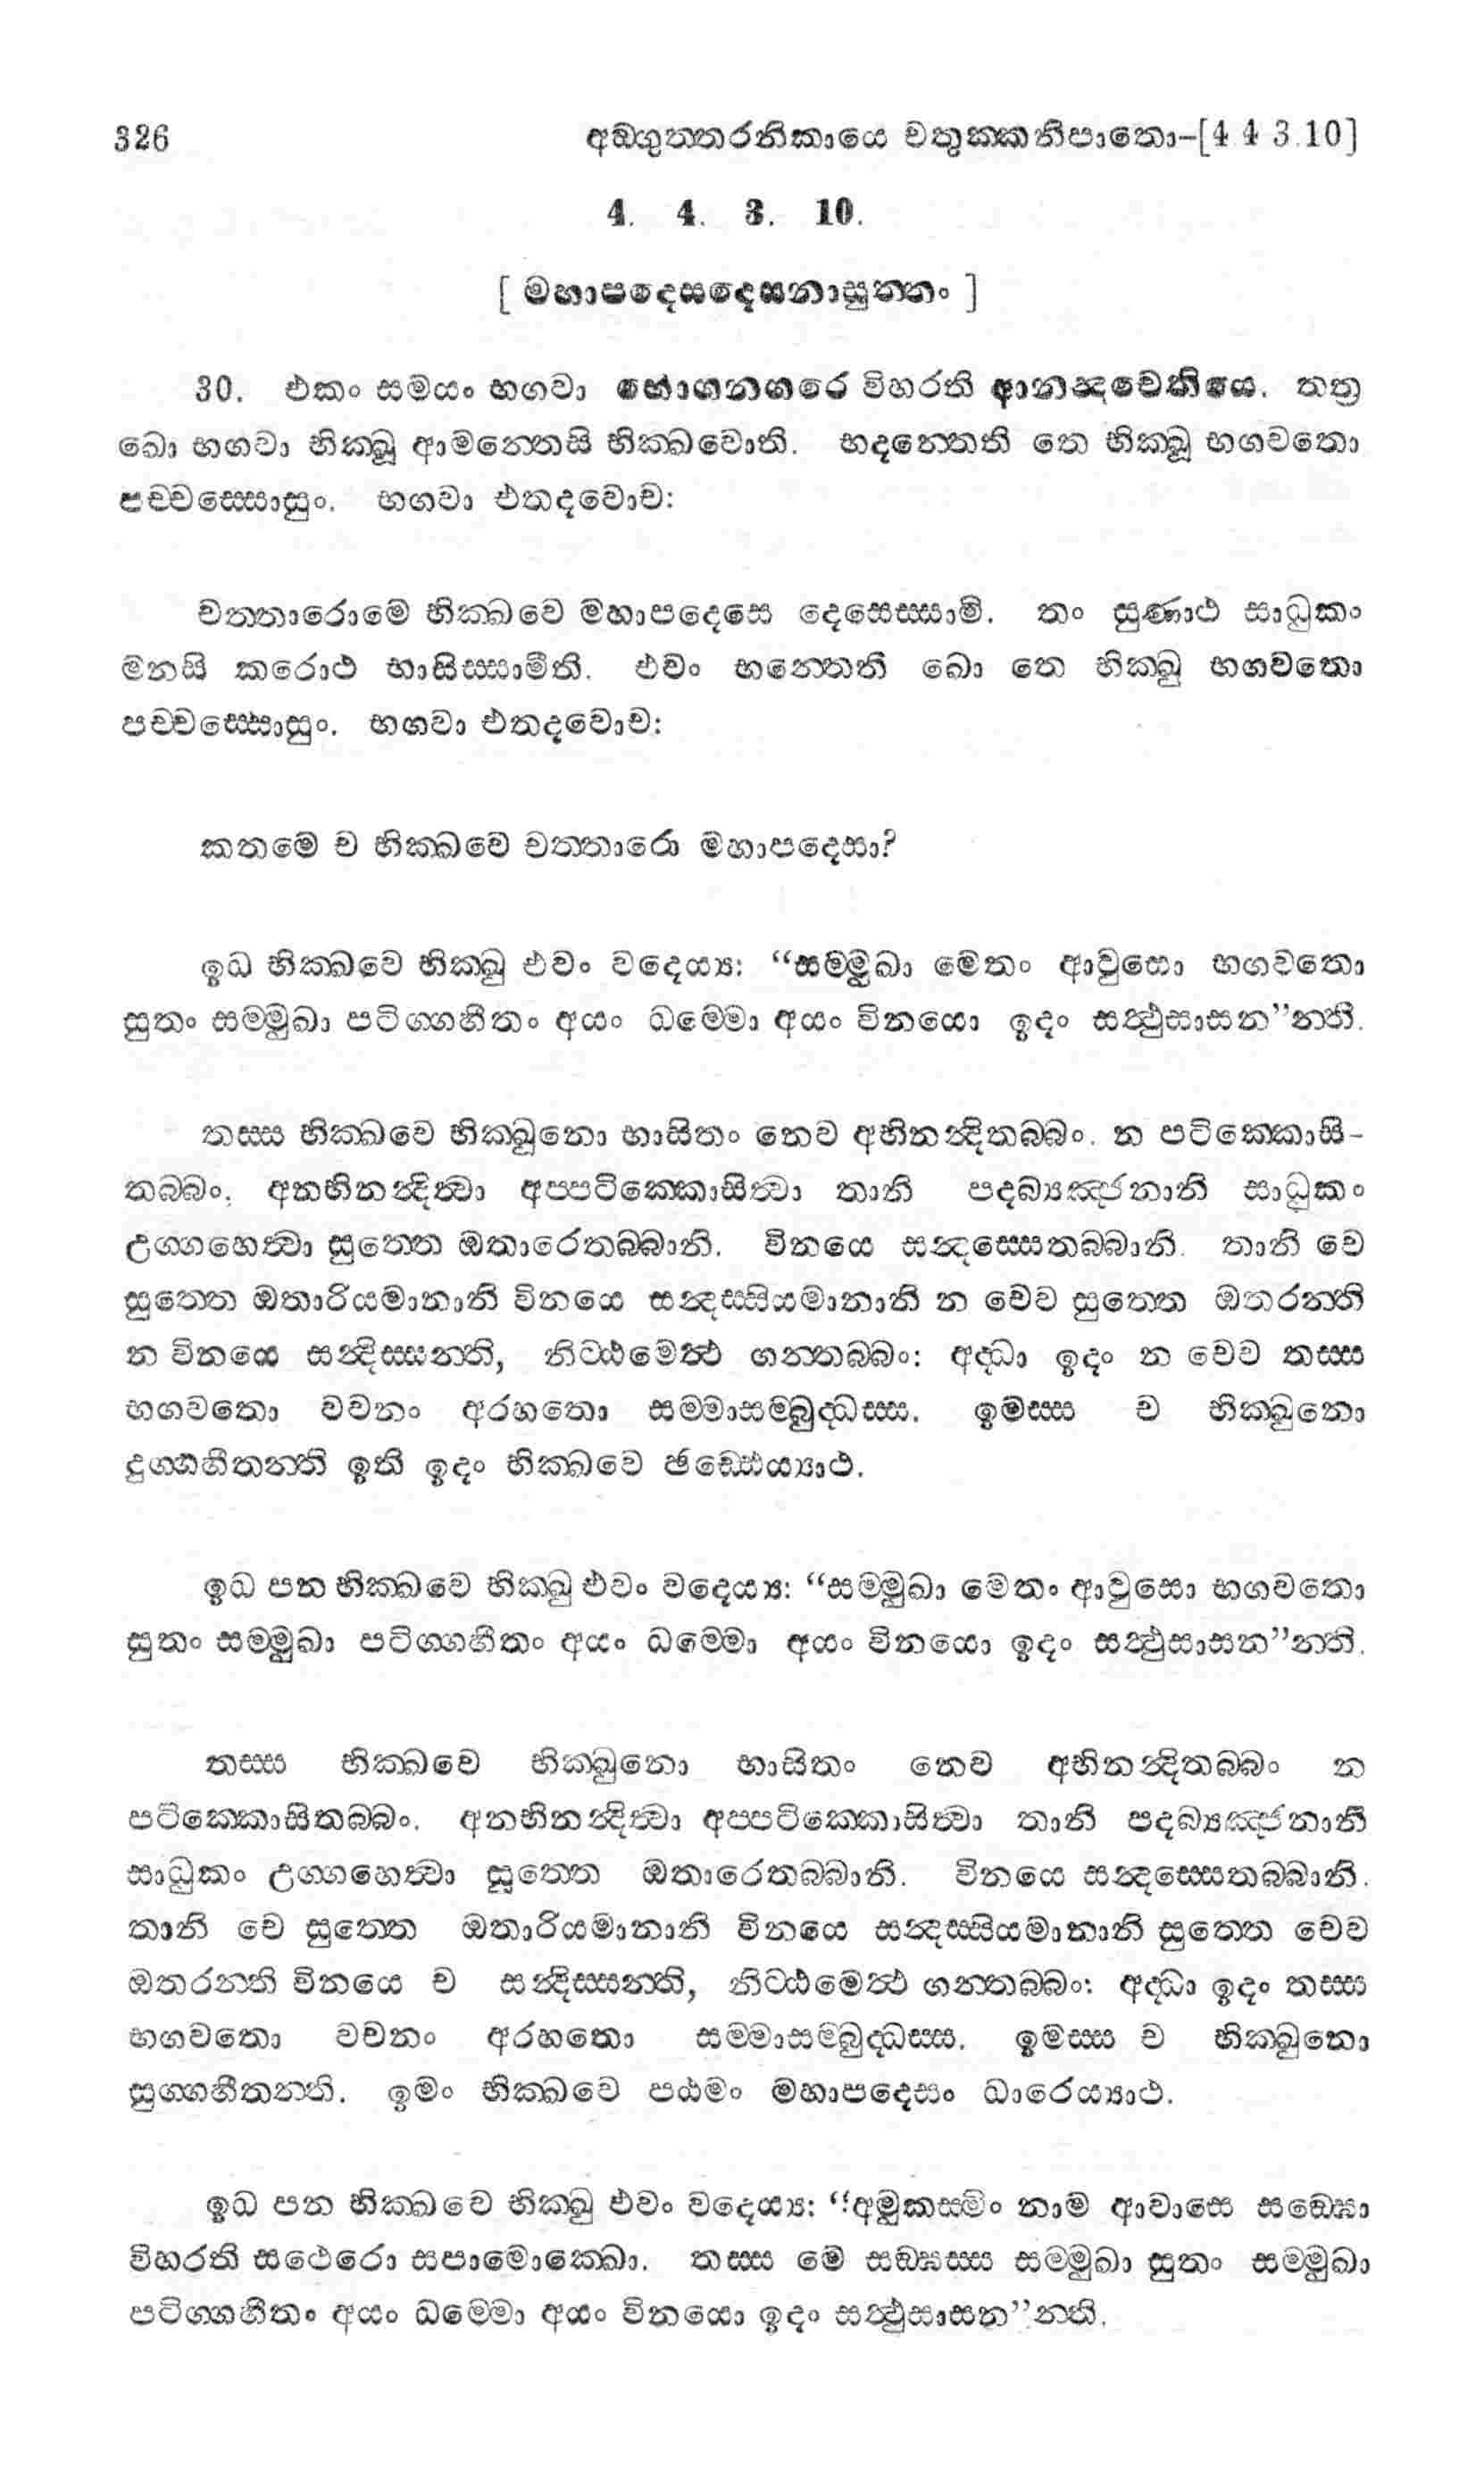 326 අඞ්ගුත්තරනිකායෙ චතුක්කනිපාතො-[4 4 3.10]
4. 4. 3. 10.
[ මහාපදෙසදෙසනාසුත්තං ]
30. එකං සමයං භගවා භොගනගරෙ විහරති ආනන්දචෙතියෙ. තත්‍ර
ඛො භගවා භික්ඛූ ආමන්තෙසි භික්ඛවොති. භදන්තෙති තෙ භික්ඛූ භගවතො
පච්චස්සොසුං. භගවා එතදවොච:
චත්තාරොමෙ භික්ඛවෙ මහාපදෙසෙ දෙසෙස්සාමි. තං සුණාථ සාධුකං
මනසි කරොථ භාසිස්සාමීති. එවං භන්තෙති ඛො තෙ භික්ඛු භගවතො
පච්චස්සොසුං. භගවා එතදවොච:
කතමෙ ච භික්ඛවෙ චත්තාරො මහාපදෙසා?
ඉධ භික්ඛවෙ භික්ඛු එවං වදෙය්‍ය: “සම්මුඛා මෙතං ආවුසො භගවතො
සුතං සම්මුඛා පටිග්ගහීතං අයං ධම්මො අයං විනයො ඉදං සත්‍ථුසාසන”න්ති.
තස්ස භික්ඛවෙ භික්ඛුනො භාසිතං නෙව අභිනන්දිතබ්බං. න පටික්කොසි-
තබ්බං. අනභිනන්දිත්‍වා අප්පටික්කොසිත්‍වා තානි පදබ්‍යඤ්ජනානි සාධුකං
උග්ගහෙත්‍වා සුත්තෙ ඔතාරෙතබ්බානි. විනයෙ සන්දස්සෙතබ්බානි. තානි චෙ
සුත්තෙ ඔතාරියමානානි විනයෙ සන්දස්සියමානානි න චෙව සුත්තෙ ඔතරන්ති
න විනයෙ සන්දිස්සන්ති, නිට්ඨමෙත්‍ථ ගන්තබ්බං: අද්ධා ඉදං න චෙව තස්ස
භගවතො වචනං අරහතො සම්මාසම්බුද්ධස්ස. ඉමස්ස ච භික්ඛුනො
දුග්ගහීතන්ති ඉති ඉදං භික්ඛවෙ ඡඩ්ඩෙය්‍යාථ.
ඉධ පන භික්ඛවෙ භික්ඛු එවං වදෙය්‍ය: “සම්මුඛා මෙතං ආවුසො භගවතො
සුතං සම්මුඛා පටිග්ගහීතං අයං ධම්මො අයං විනයො ඉදං සත්‍ථුසාසන”න්ති.
තස්ස භික්ඛවෙ භික්ඛුනො භාසිතං නෙව අභිනන්දිතබ්බං න
පටික්කොසිතබ්බං. අනභිනන්දිත්‍වා අප්පටික්කොසිත්‍වා තානි පදබ්‍යඤ්ජනානි
සාධුකං උග්ගහෙත්‍වා සුත්තෙ ඔතාරෙතබ්බානි. විනයෙ සන්දස්සෙතබ්බානි.
තානි චෙ සුත්තෙ ඔතාරියමානානි විනයෙ සන්දස්සියමානානි සුත්තෙ චෙව
ඔතරන්ති විනයෙ ච සන්දිස්සන්ති, නිට්ඨමෙත්‍ථ ගන්තබ්බං: අද්ධා ඉදං තස්ස
භගවතො වචනං අරහතො සම්මාසම්බුද්ධස්ස. ඉමස්ස ච භික්ඛුනො
සුග්ගහීතන්ති. ඉමං භික්ඛවෙ පඨමං මහාපදෙසං ධාරෙය්‍යාථ.
ඉධ පන භික්ඛවෙ භික්ඛු එවං වදෙය්‍ය: “අමුකස්මිං නාම ආවාසෙ සඞ්ඝො
විහරති සථෙරො සපාමොක්ඛො. තස්ස මෙ සඞ්ඝස්ස සම්මුඛා සුතං සම්මුඛා
පටිග්ගහීතං අයං ධම්මො අයං විනයො ඉදං සත්‍ථුසාසන”න්ති.